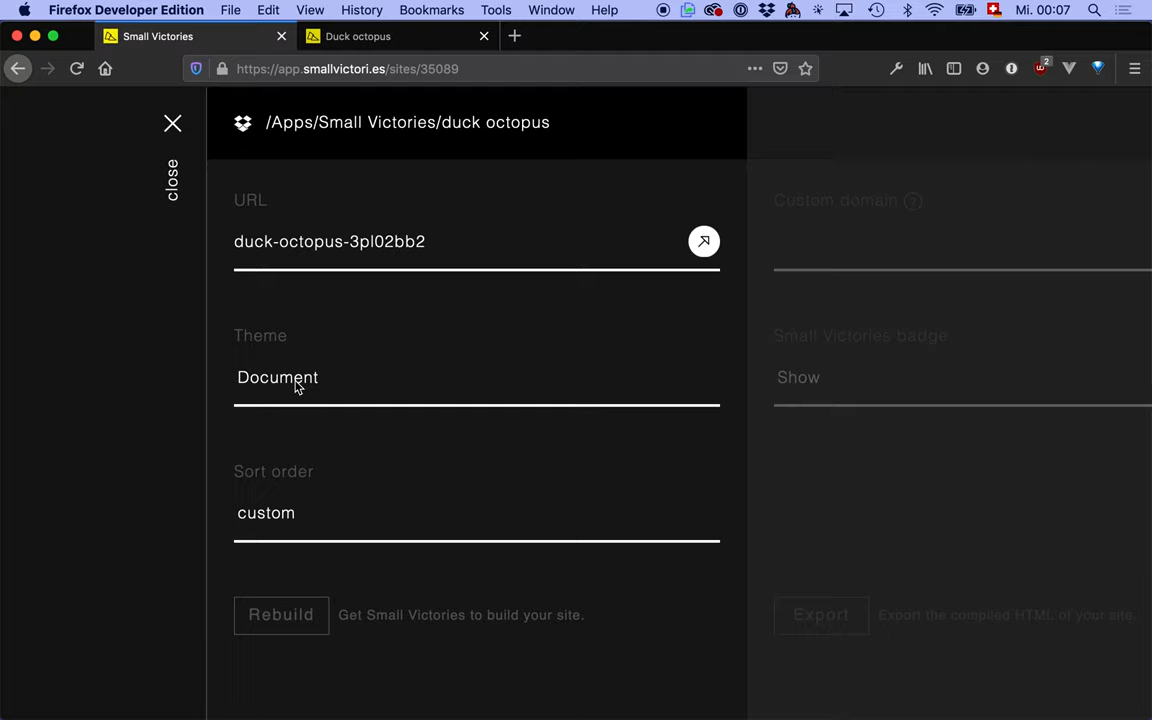 Firefox Developer Edition File Edit View History Bookmarks Tools Window Help Mi. 00:07
Small Victories Duck octopus
https://app.smallvictori.es/sites/35089 2
/Apps/Small Victories/duck octopus
close
URL Custom domain ?
duck-octopus-3pl02bb2
Theme Small Victories badge
Document Show
Sort order
custom
Rebuild Get Small Victories to build your site. Export Export the compiled HTML of your site.